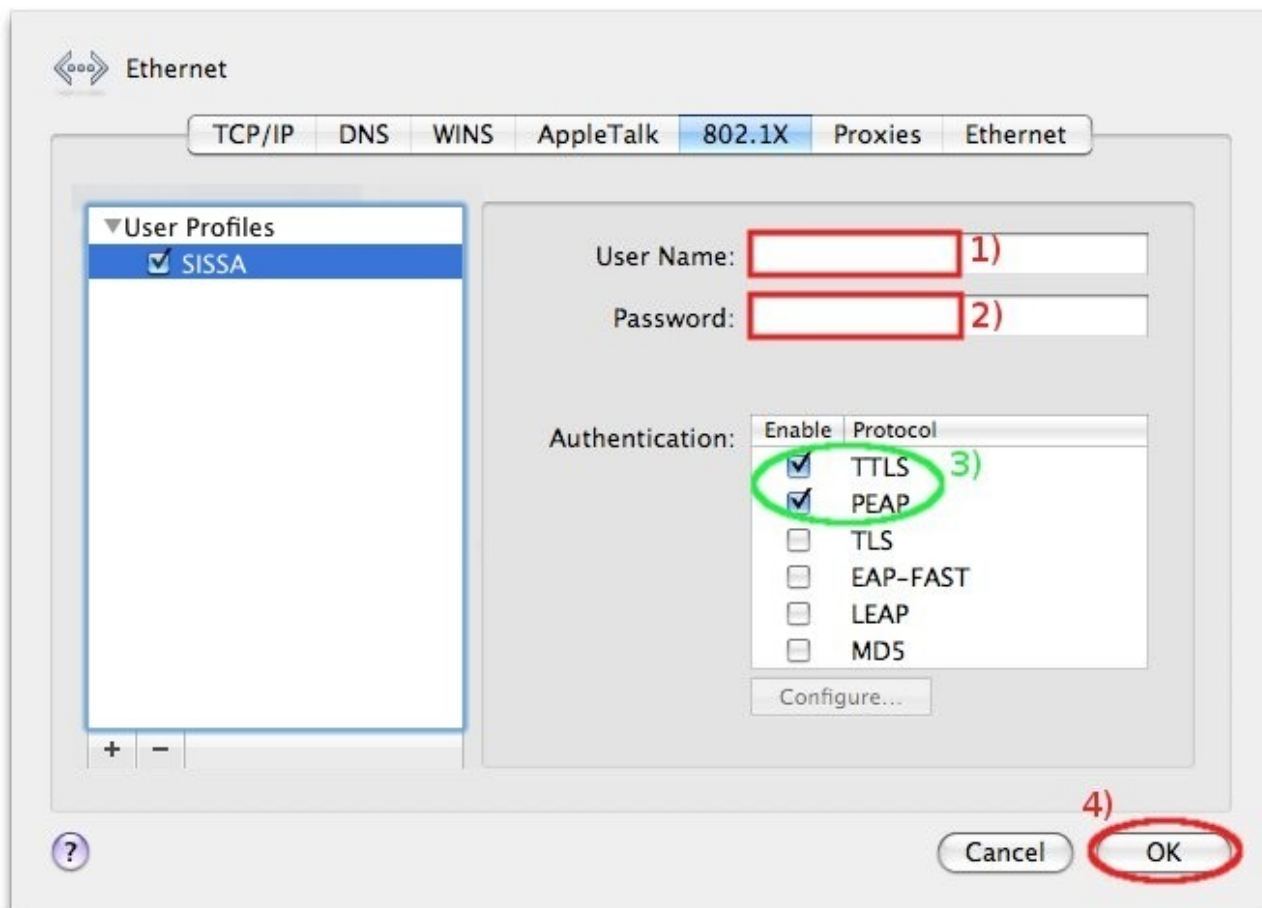 Ethernet
TCP/IP DNS WINS AppleTalk 802.1X Proxies Ethernet
User Profiles
SISSA
User Name: 1)
Password: 2)
Authentication:
Enable Protocol
TTLS
3)
PEAP
TLS
EAP-FAST
LEAP
MD5
Configure...
+ −
4)
? Cancel OK